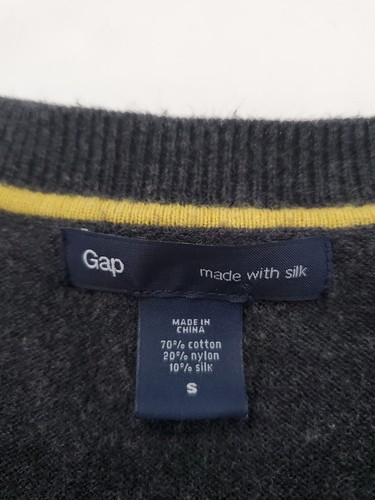 Gap made with silk
MADE IN
CHINA
70% cotton
20% nylon
10% silk
S